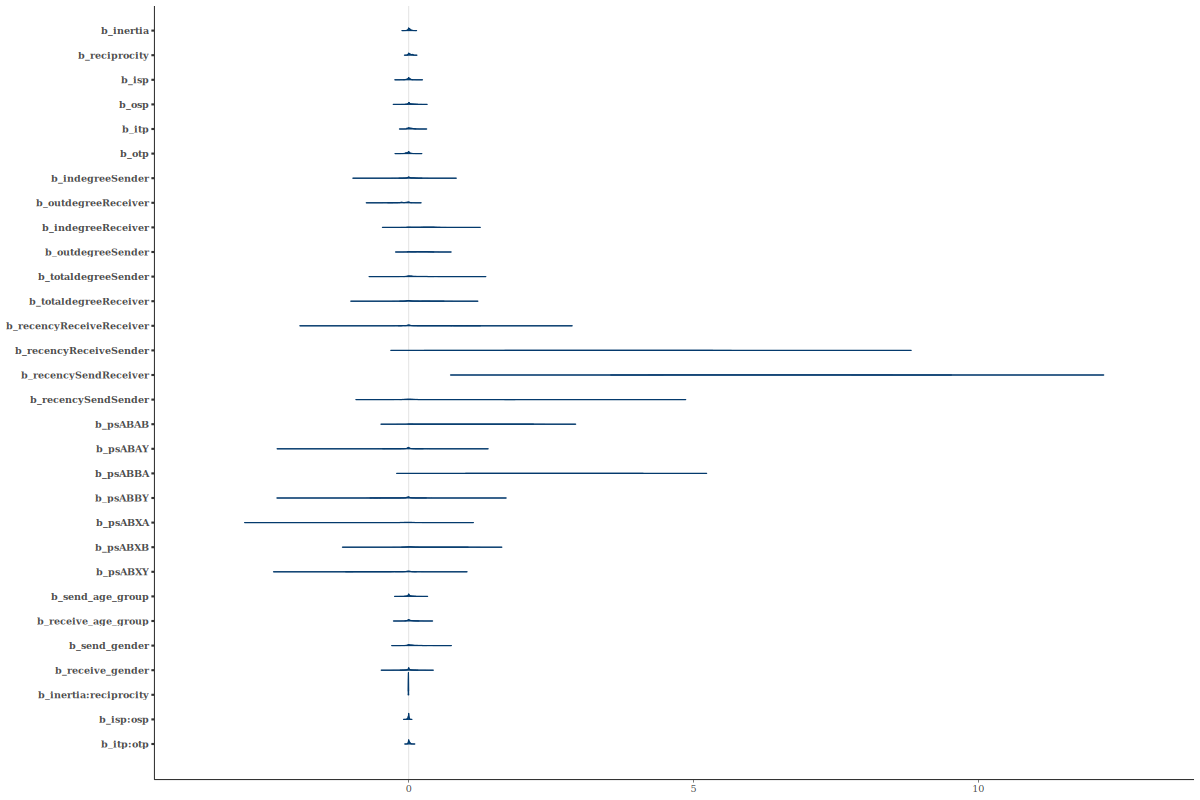 b_inertia
b_reciprocity
b_isp
b_osp
b_itp
b_otp
b_indegreeSender
b_outdegreeReceiver
b_indegreeReceiver
b_outdegreeSender
b_totaldegreeSender
b_totaldegreeReceiver
b_recencyReceiveReceiver
b_recencyReceiveSender
b_recencySendReceiver
b_recencySendSender
b_psABAB
b_psABAY
b_psABBA
b_psABBY
b_psABXA
b_psABXB
b_psABXY
b_send_age_group
b_receive_age_group
b_send_gender
b_receive_gender
b_inertia:reciprocity
b_isp:osp
b_itp:otp
0 5 10